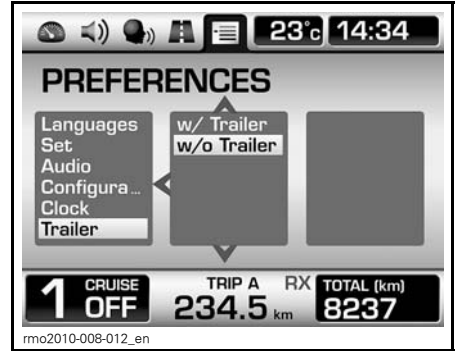 23°c 14:34
PREFERENCES
Languages
Set
Audio
Configura...
Clock
Trailer
w/ Trailer
w/o Trailer
1 CRUISE OFF
TRIP A
234.5 km
RX
TOTAL (km)
8237
rmo2010-008-012_en